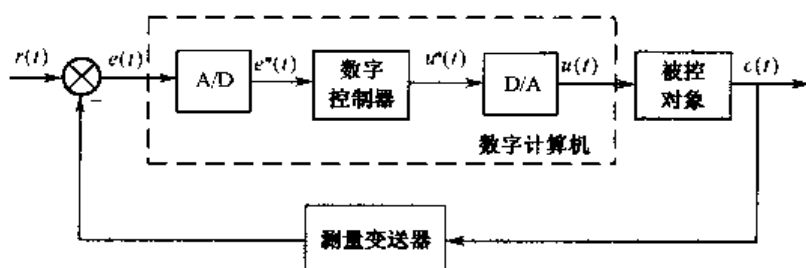 r(t)
e(t)
A/D
e*(t)
数字
控制器
u*(t)
D/A
u(t)
被控
对象
c(t)
−
数字计算机
测量变送器